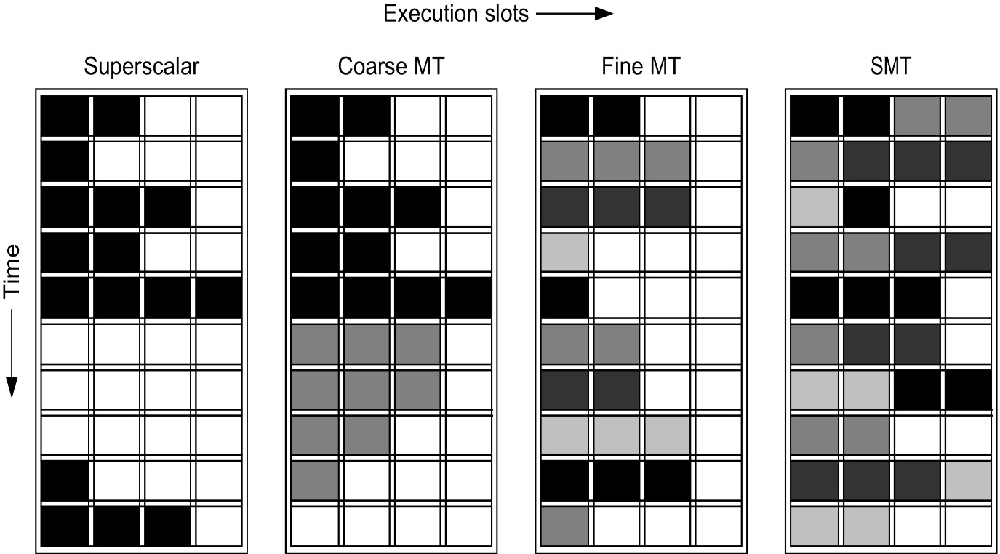 Execution slots
Superscalar
Coarse MT
Fine MT
SMT
Time